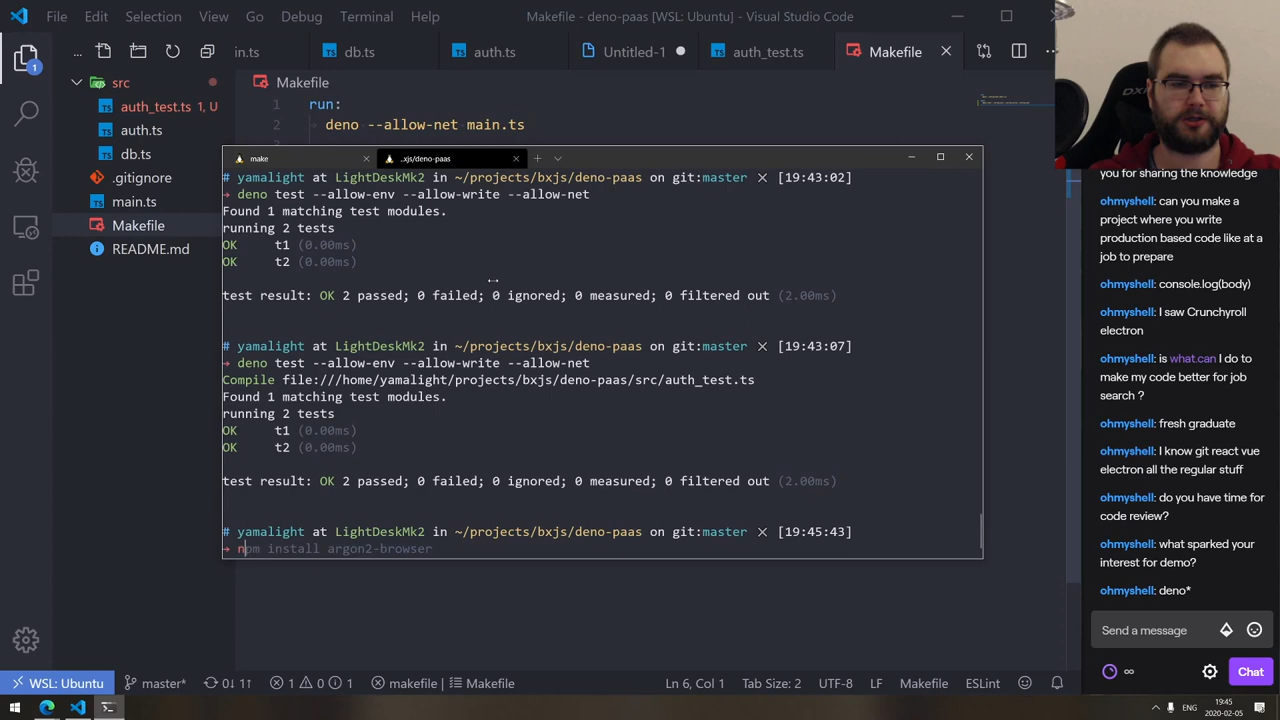 File Edit Selection View Go Debug Terminal Help Makefile - deno-paas [WSL: Ubuntu] - Visual Studio Code
in.ts db.ts auth.ts Untitled-1 auth_test.ts Makefile
src
auth_test.ts 1, U
auth.ts
db.ts
.gitignore
main.ts
Makefile
README.md
1
Makefile
1 run:
2 deno --allow-net main.ts
make ..xjs/deno-paas
# yamalight at LightDeskMk2 in ~/projects/bxjs/deno-paas on git:master ✕ [19:43:02]
→ deno test --allow-env --allow-write --allow-net
Found 1 matching test modules.
running 2 tests
OK t1 (0.00ms)
OK t2 (0.00ms)
test result: OK 2 passed; 0 failed; 0 ignored; 0 measured; 0 filtered out (2.00ms)
# yamalight at LightDeskMk2 in ~/projects/bxjs/deno-paas on git:master ✕ [19:43:07]
→ deno test --allow-env --allow-write --allow-net
Compile file:///home/yamalight/projects/bxjs/deno-paas/src/auth_test.ts
Found 1 matching test modules.
running 2 tests
OK t1 (0.00ms)
OK t2 (0.00ms)
test result: OK 2 passed; 0 failed; 0 ignored; 0 measured; 0 filtered out (2.00ms)
# yamalight at LightDeskMk2 in ~/projects/bxjs/deno-paas on git:master ✕ [19:45:43]
→ npm install argon2-browser
DX
you for sharing the knowledge
ohmyshell: can you make a
project where you write
production based code like at a
job to prepare
ohmyshell: console.log(body)
ohmyshell: I saw Crunchyroll
electron
ohmyshell: is what.can I do to
make my code better for job
search ?
ohmyshell: fresh graduate
ohmyshell: I know git react vue
electron all the regular stuff
ohmyshell: do you have time for
code review?
ohmyshell: what sparked your
interest for demo?
ohmyshell: deno*
Send a message
∞ Chat
WSL: Ubuntu master* 0↓ 1↑ 1 0 1 makefile | Makefile Ln 6, Col 1 Tab Size: 2 UTF-8 LF Makefile ESLint
ENG 19:45
2020-02-05